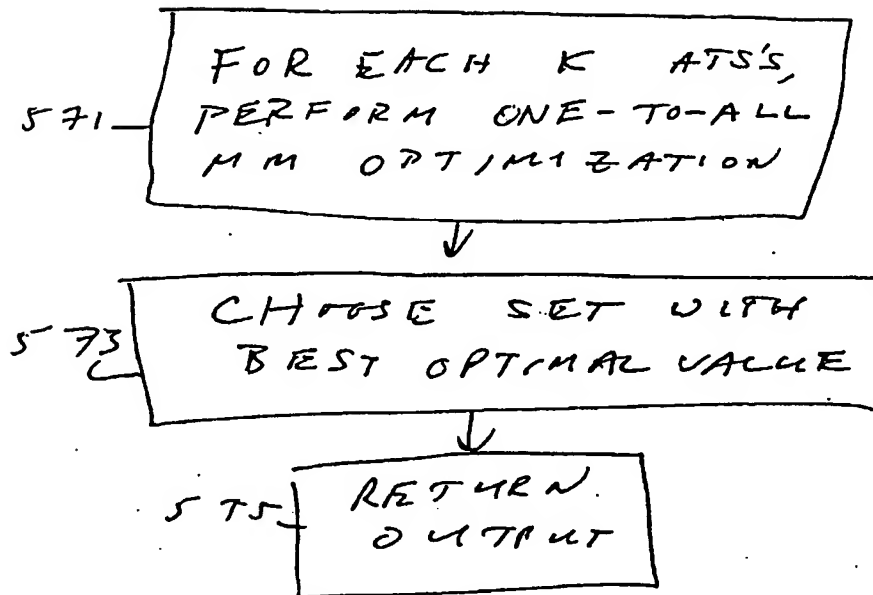 FOR EACH K ATS'S,
571 PERFORM ONE-TO-ALL
MM OPTIMIZATION
CHOOSE SET WITH
573 BEST OPTIMAL VALUE
575 RETURN
OUTPUT